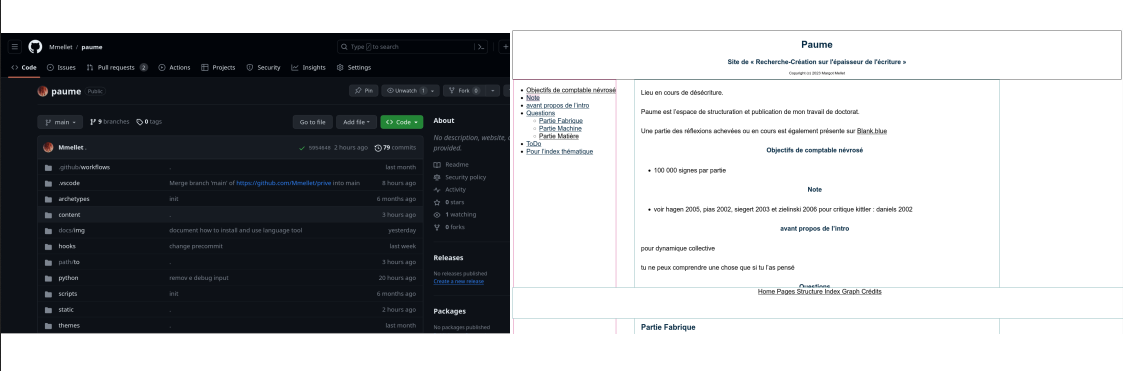 Mmellet / paume
Type / to search
Code
Issues
Pull requests 2
Actions
Projects
Security
Insights
Settings
paume Public
Pin
Unwatch 1
Fork 0
main
9 branches
0 tags
Go to file
Add file
Code
Mmellet .
2 hours ago
79 commits
.github/workflows . last month
.vscode Merge branch 'main' of https://github.com/Mmellet/prive into main 8 hours ago
archetypes init 6 months ago
content . 3 hours ago
docs/img document how to install and use language tool yesterday
hooks change precommit last week
path/to . 3 hours ago
python remov e debug input 20 hours ago
scripts init 6 months ago
static . 2 hours ago
themes . last month
About
No description, website,
provided.
Readme
Security policy
Activity
0 stars
1 watching
0 forks
Releases
No releases published
Create a new release
Packages
No packages published
Paume
Site de « Recherche-Création sur l'épaisseur de l'écriture »
Copyright (c) 2023 Margot Mellet
Objectifs de comptable névrosé
Note
avant propos de l'intro
Questions
Partie Fabrique
Partie Machine
Partie Matière
ToDo
Pour l'index thématique
Lieu en cours de désécriture.
Paume est l'espace de structuration et publication de mon travail de doctorat.
Une partie des réflexions achevées ou en cours est également présente sur Blank.blue
Objectifs de comptable névrosé
100 000 signes par partie
Note
voir hagen 2005, pias 2002, siegert 2003 et zielinski 2006 pour critique kittler : daniels 2002
avant propos de l'intro
pour dynamique collective
tu ne peux comprendre une chose que si tu l'as pensé
Questions
Home Pages Structure Index Graph Crédits
Partie Fabrique